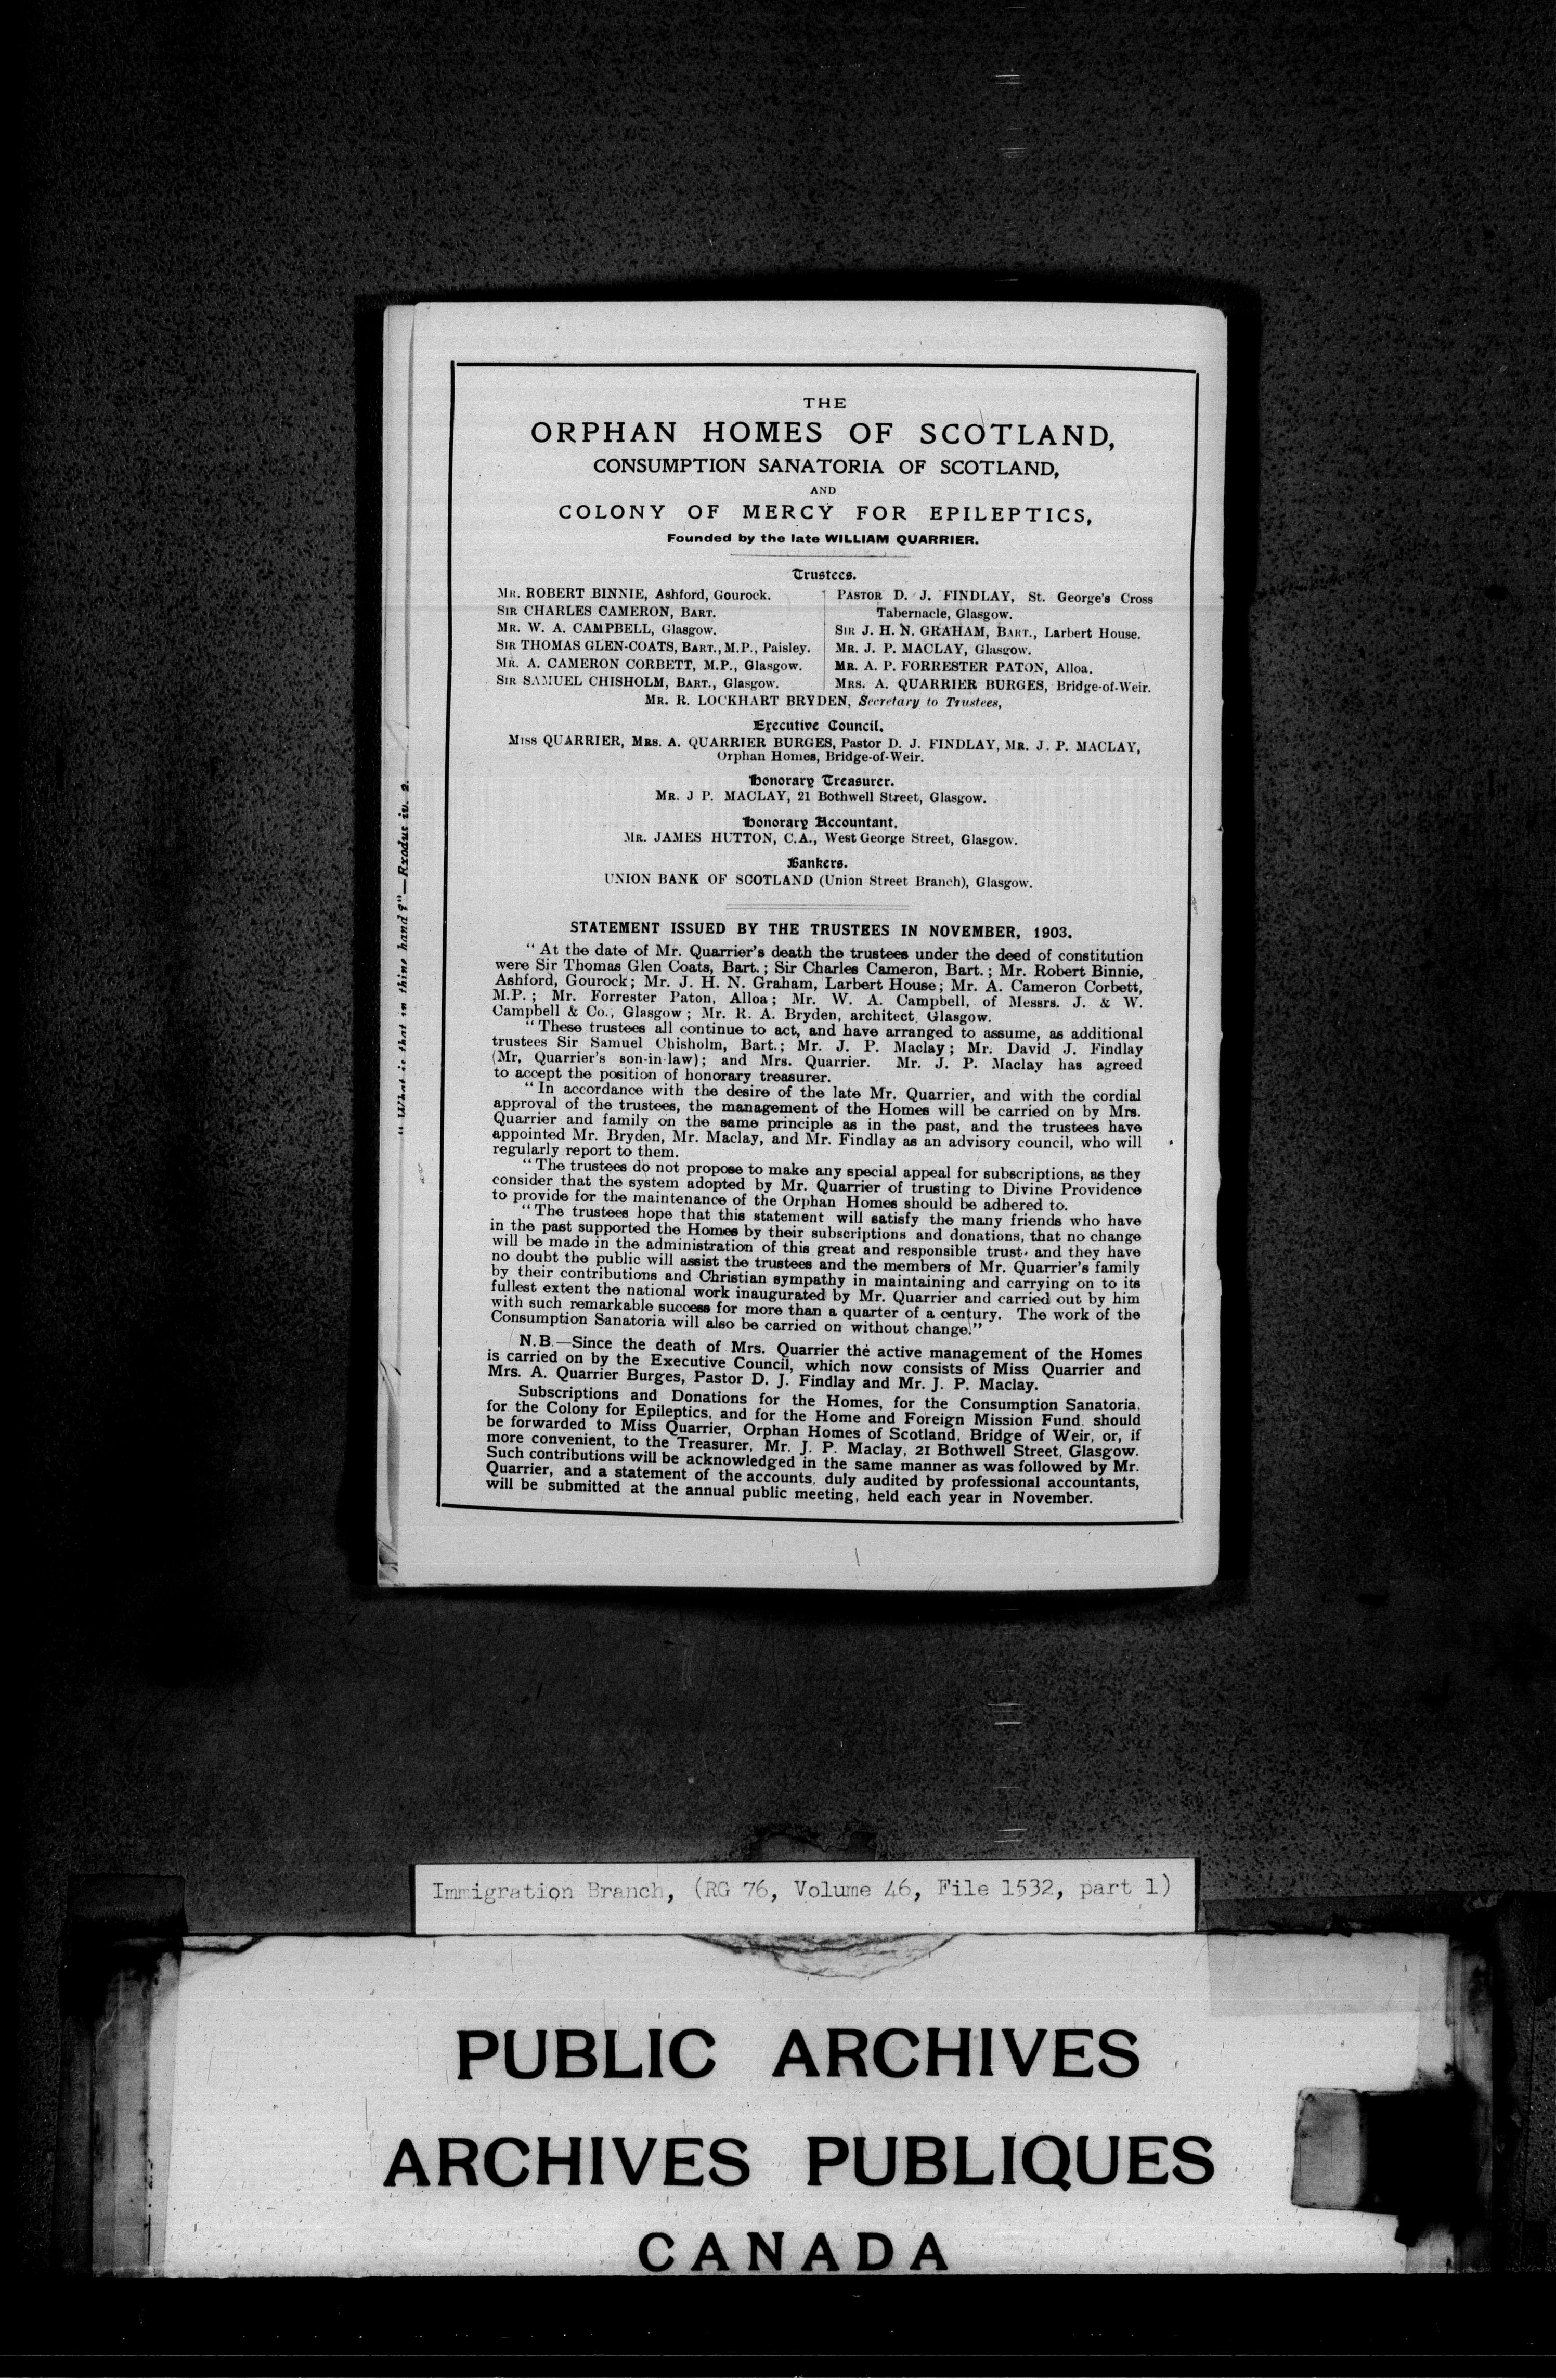 THE
ORPHAN HOMES OF SCOTLAND,
CONSUMPTION SANATORIA OF SCOTLAND,
AND
COLONY OF MERCY FOR EPILEPTICS,
Founded by the late WILLIAM QUARRIER.
Trustees.
MR. ROBERT BINNIE, Ashford, Gourock.
SIR CHARLES CAMERON, BART.
MR. W. A. CAMPBELL, Glasgow.
SIR THOMAS GLEN-COATS, BART., M.P., Paisley.
MR. A. CAMERON CORBETT, M.P., Glasgow.
SIR SAMUEL CHISHOLM, BART., Glasgow.
PASTOR D. J. FINDLAY, St. George's Cross
Tabernacle, Glasgow.
SIR J. H. N. GRAHAM, BART., Larbert House.
MR. J. P. MACLAY, Glasgow.
MR. A. P. FORRESTER PATON, Alloa.
MRS. A. QUARRIER BURGES, Bridge-of-Weir.
MR. R. LOCKHART BRYDEN, Secretary to Trustees,
Executive Council.
MISS QUARRIER, MRS. A. QUARRIER BURGES, Pastor D. J. FINDLAY, MR. J. P. MACLAY,
Orphan Homes, Bridge-of-Weir.
Honorary Treasurer.
MR. J P. MACLAY, 21 Bothwell Street, Glasgow.
Honorary Accountant.
MR. JAMES HUTTON, C.A., West George Street, Glasgow.
Bankers.
UNION BANK OF SCOTLAND (Union Street Branch), Glasgow.
STATEMENT ISSUED BY THE TRUSTEES IN NOVEMBER, 1903.
"At the date of Mr. Quarrier's death the trustees under the deed of constitution
were Sir Thomas Glen Coats, Bart.; Sir Charles Cameron, Bart.; Mr. Robert Binnie,
Ashford, Gourock; Mr. J. H. N. Graham, Larbert House; Mr. A. Cameron Corbett,
M.P.; Mr. Forrester Paton, Alloa; Mr. W. A. Campbell, of Messrs. J. & W.
Campbell & Co., Glasgow; Mr. R. A. Bryden, architect, Glasgow.
"These trustees all continue to act, and have arranged to assume, as additional
trustees Sir Samuel Chisholm, Bart.; Mr. J. P. Maclay; Mr. David J. Findlay
(Mr, Quarrier's son-in-law); and Mrs. Quarrier. Mr. J. P. Maclay has agreed
to accept the position of honorary treasurer.
"In accordance with the desire of the late Mr. Quarrier, and with the cordial
approval of the trustees, the management of the Homes will be carried on by Mrs.
Quarrier and family on the same principle as in the past, and the trustees have
appointed Mr. Bryden, Mr. Maclay, and Mr. Findlay as an advisory council, who will
regularly report to them.
"The trustees do not propose to make any special appeal for subscriptions, as they
consider that the system adopted by Mr. Quarrier of trusting to Divine Providence
to provide for the maintenance of the Orphan Homes should be adhered to.
"The trustees hope that this statement will satisfy the many friends who have
in the past supported the Homes by their subscriptions and donations, that no change
will be made in the administration of this great and responsible trust, and they have
no doubt the public will assist the trustees and the members of Mr. Quarrier's family
by their contributions and Christian sympathy in maintaining and carrying on to its
fullest extent the national work inaugurated by Mr. Quarrier and carried out by him
with such remarkable success for more than a quarter of a century. The work of the
Consumption Sanatoria will also be carried on without change."
N.B.—Since the death of Mrs. Quarrier the active management of the Homes
is carried on by the Executive Council, which now consists of Miss Quarrier and
Mrs. A. Quarrier Burges, Pastor D. J. Findlay and Mr. J. P. Maclay.
Subscriptions and Donations for the Homes, for the Consumption Sanatoria,
for the Colony for Epileptics, and for the Home and Foreign Mission Fund, should
be forwarded to Miss Quarrier, Orphan Homes of Scotland, Bridge of Weir, or, if
more convenient, to the Treasurer, Mr. J. P. Maclay, 21 Bothwell Street, Glasgow.
Such contributions will be acknowledged in the same manner as was followed by Mr.
Quarrier, and a statement of the accounts, duly audited by professional accountants,
will be submitted at the annual public meeting, held each year in November.
"What is that in thine hand?"—Exodus iv. 2.
Immigration Branch, (RG 76, Volume 46, File 1532, part 1)
PUBLIC ARCHIVES
ARCHIVES PUBLIQUES
CANADA